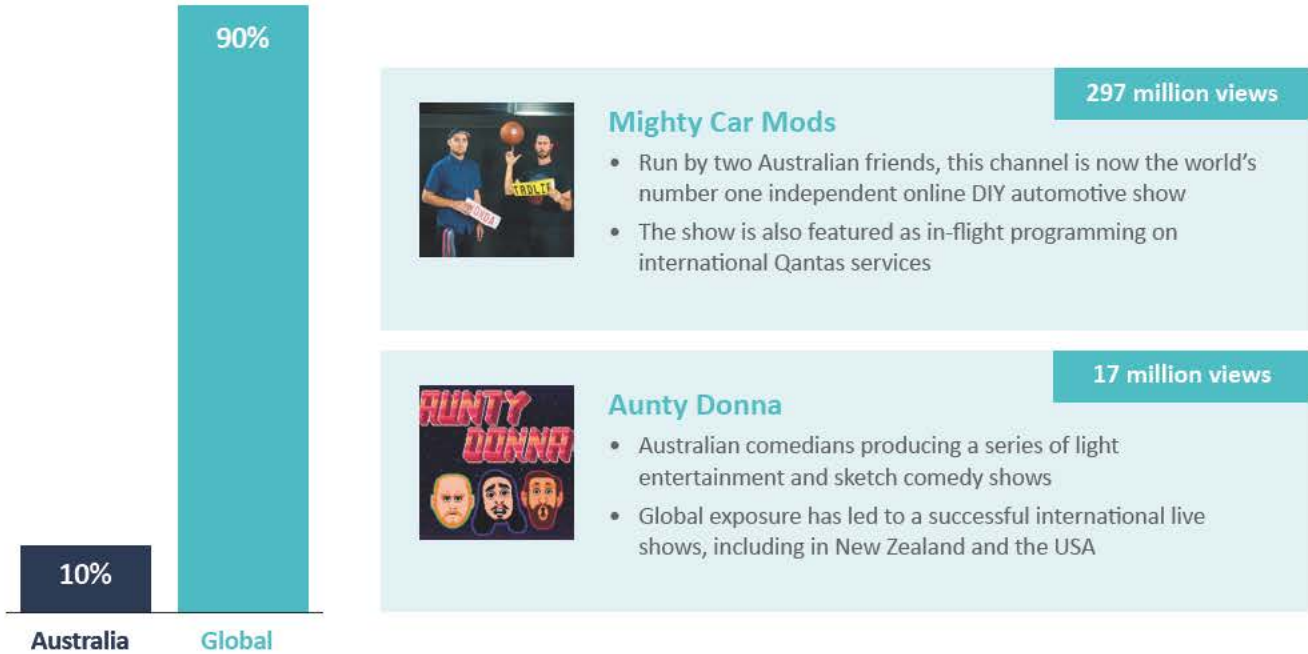 90%
10%
Australia
Global
297 million views
Mighty Car Mods
• Run by two Australian friends, this channel is now the world's
number one independent online DIY automotive show
• The show is also featured as in-flight programming on
international Qantas services
17 million views
AUNTY
DONNA
Aunty Donna
• Australian comedians producing a series of light
entertainment and sketch comedy shows
• Global exposure has led to a successful international live
shows, including in New Zealand and the USA